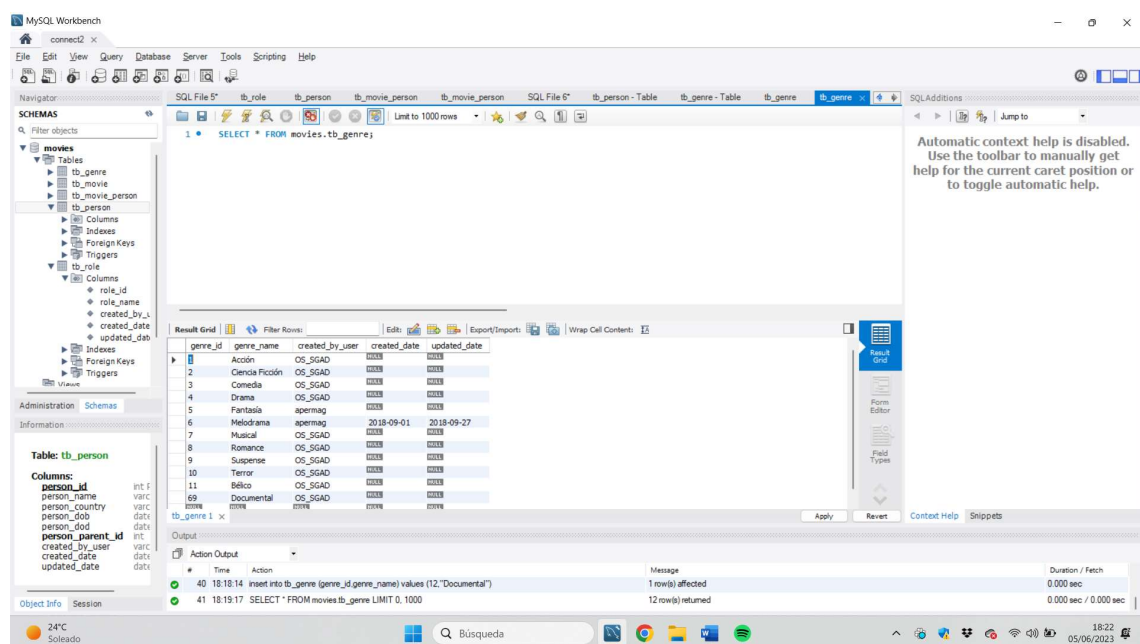 MySQL Workbench
connect2 ×
File Edit View Query Database Server Tools Scripting Help
Navigator
SCHEMAS
Filter objects
movies
Tables
tb_genre
tb_movie
tb_movie_person
tb_person
Columns
Indexes
Foreign Keys
Triggers
tb_role
Columns
role_id
role_name
created_by_u
created_date
updated_dat
Indexes
Foreign Keys
Triggers
Views
Administration Schemas
Information
Table: tb_person
Columns:
person_id int P
person_name varc
person_country varc
person_dob date
person_dod date
person_parent_id int
created_by_user varc
created_date date
updated_date date
Object Info Session
SQL File 5* tb_role tb_person tb_movie_person tb_movie_person SQL File 6* tb_person - Table tb_genre - Table tb_genre tb_genre ×
Limit to 1000 rows
1 SELECT * FROM movies.tb_genre;
Result Grid Filter Rows: Edit: Export/Import: Wrap Cell Content:
genre_id genre_name created_by_user created_date updated_date
1 Acción OS_SGAD NULL NULL
2 Ciencia Ficción OS_SGAD NULL NULL
3 Comedia OS_SGAD NULL NULL
4 Drama OS_SGAD NULL NULL
5 Fantasía apermag NULL NULL
6 Melodrama apermag 2018-09-01 2018-09-27
7 Musical OS_SGAD NULL NULL
8 Romance OS_SGAD NULL NULL
9 Suspense OS_SGAD NULL NULL
10 Terror OS_SGAD NULL NULL
11 Bélico OS_SGAD NULL NULL
69 Documental OS_SGAD NULL NULL
NULL NULL NULL NULL NULL
Result Grid
Form Editor
Field Types
tb_genre 1 × Apply Revert
SQLAdditions
Jump to
Automatic context help is disabled.
Use the toolbar to manually get
help for the current caret position or
to toggle automatic help.
Context Help Snippets
Output
Action Output
# Time Action Message Duration / Fetch
40 18:18:14 insert into tb_genre (genre_id,genre_name) values (12,"Documental") 1 row(s) affected 0.000 sec
41 18:19:17 SELECT * FROM movies.tb_genre LIMIT 0, 1000 12 row(s) returned 0.000 sec / 0.000 sec
24°C
Soleado
Búsqueda
18:22
05/06/2023